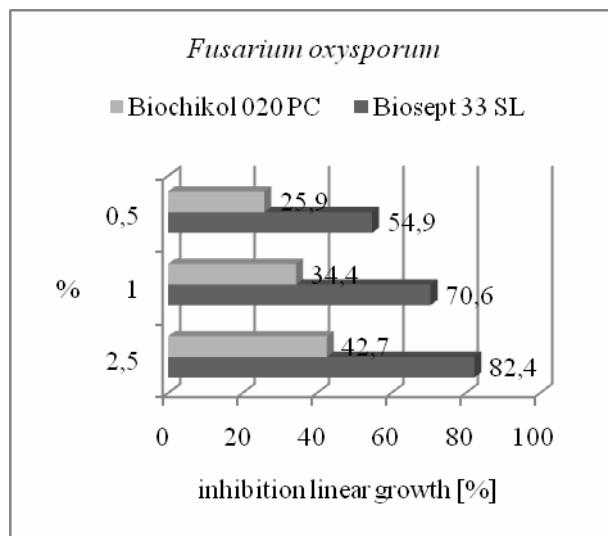 Fusarium oxysporum
Biochikol 020 PC Biosept 33 SL
25,9
0,5
54,9
34,4
% 1
70,6
42,7
2,5
82,4
0 20 40 60 80 100
inhibition linear growth [%]